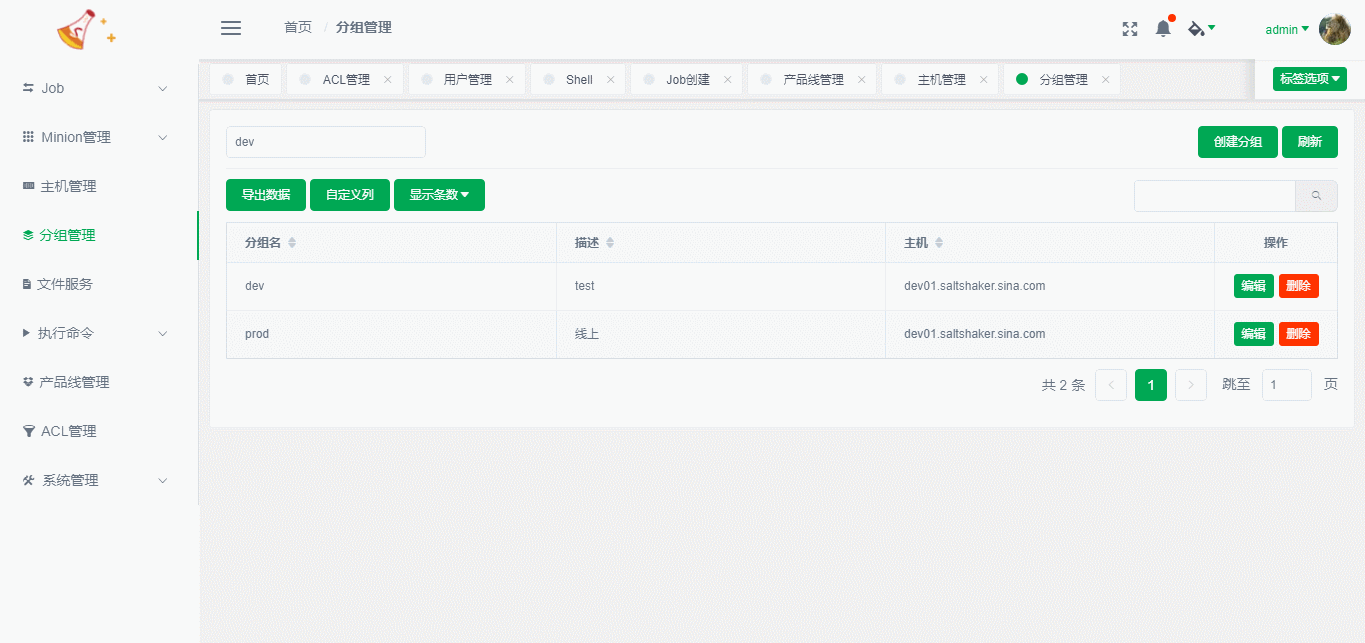 首页 / 分组管理
admin
Job
Minion管理
主机管理
分组管理
文件服务
执行命令
产品线管理
ACL管理
系统管理
首页 ACL管理 用户管理 Shell Job创建 产品线管理 主机管理 分组管理 标签选项
dev 创建分组 刷新
导出数据 自定义列 显示条数
分组名 描述 主机 操作
dev test dev01.saltshaker.sina.com 编辑 删除
prod 线上 dev01.saltshaker.sina.com 编辑 删除
共 2 条 1 跳至 1 页